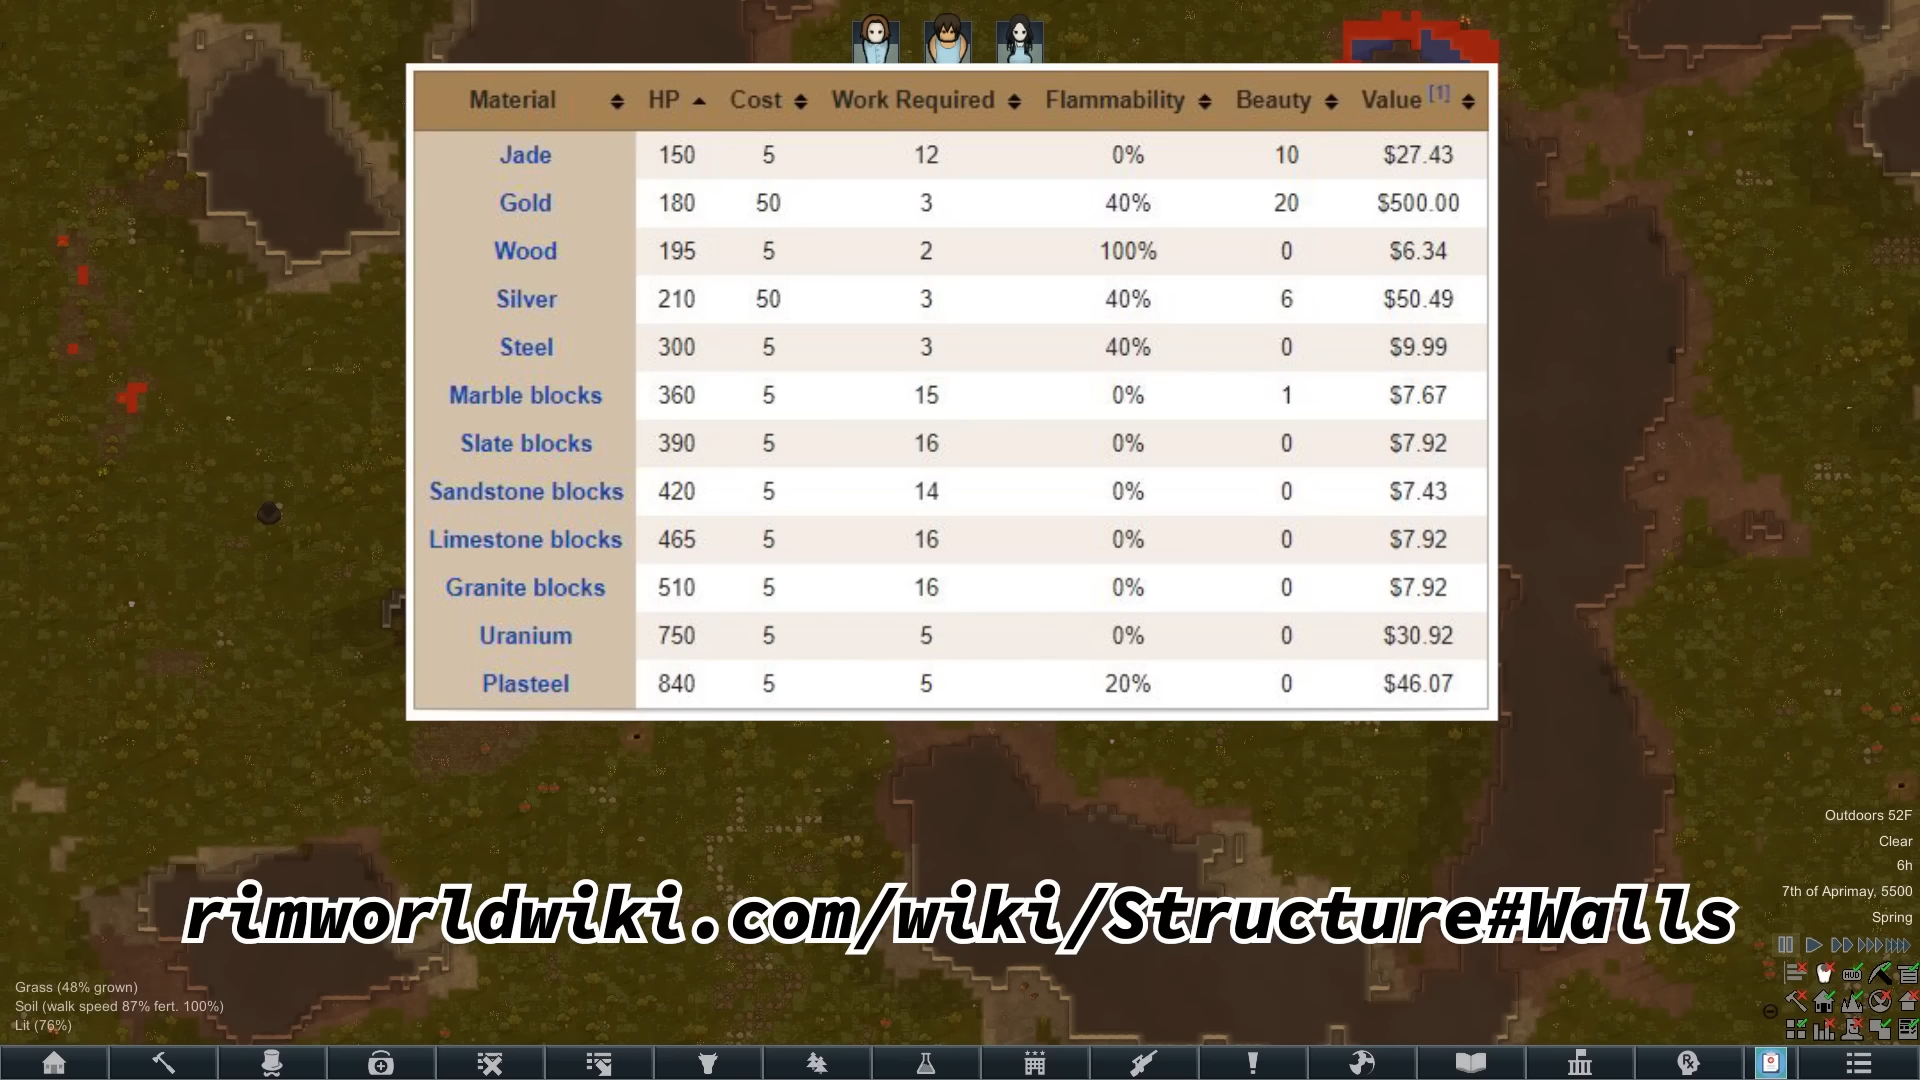 Material HP Cost Work Required Flammability Beauty Value [1]
Jade 150 5 12 0% 10 $27.43
Gold 180 50 3 40% 20 $500.00
Wood 195 5 2 100% 0 $6.34
Silver 210 50 3 40% 6 $50.49
Steel 300 5 3 40% 0 $9.99
Marble blocks 360 5 15 0% 1 $7.67
Slate blocks 390 5 16 0% 0 $7.92
Sandstone blocks 420 5 14 0% 0 $7.43
Limestone blocks 465 5 16 0% 0 $7.92
Granite blocks 510 5 16 0% 0 $7.92
Uranium 750 5 5 0% 0 $30.92
Plasteel 840 5 5 20% 0 $46.07
rimworldwiki.com/wiki/Structure#Walls
Outdoors 52F
Clear
6h
7th of Aprimay, 5500
Spring
HUD
Grass (48% grown)
Soil (walk speed 87% fert. 100%)
Lit (76%)